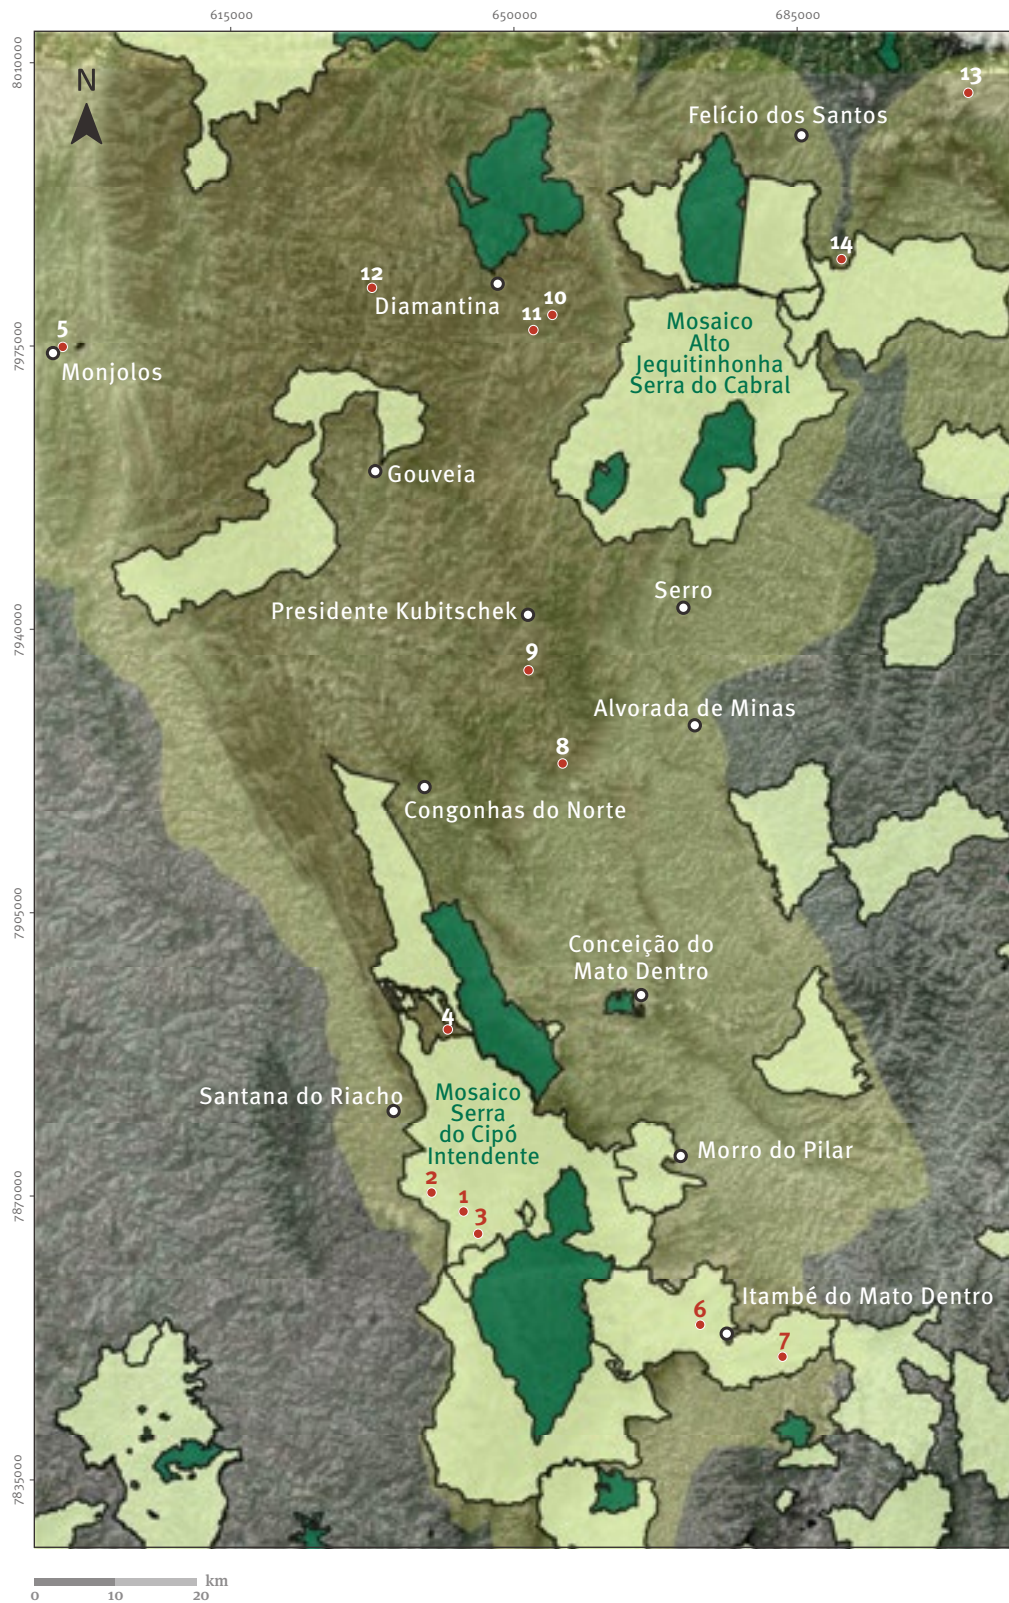 615000 650000 685000
8010000
N
13
Felício dos Santos
14
12
Diamantina
10
11
Mosaico
Alto
Jequitinhonha
Serra do Cabral
5
Monjolos
7975000
Gouveia
Serro
Presidente Kubitschek
7940000
9
Alvorada de Minas
8
Congonhas do Norte
7905000
Conceição do
Mato Dentro
4
Santana do Riacho
Mosaico
Serra
do Cipó
Intendente
Morro do Pilar
2
1
3
7870000
Itambé do Mato Dentro
6
7
7835000
km
0 10 20